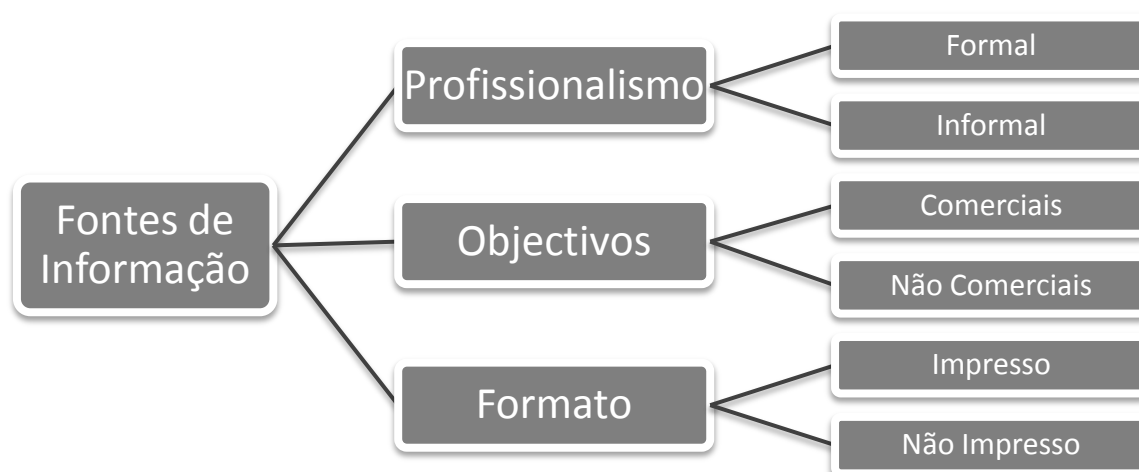 Fontes de
Informação
Profissionalismo
Formal
Informal
Objectivos
Comerciais
Não Comerciais
Formato
Impresso
Não Impresso